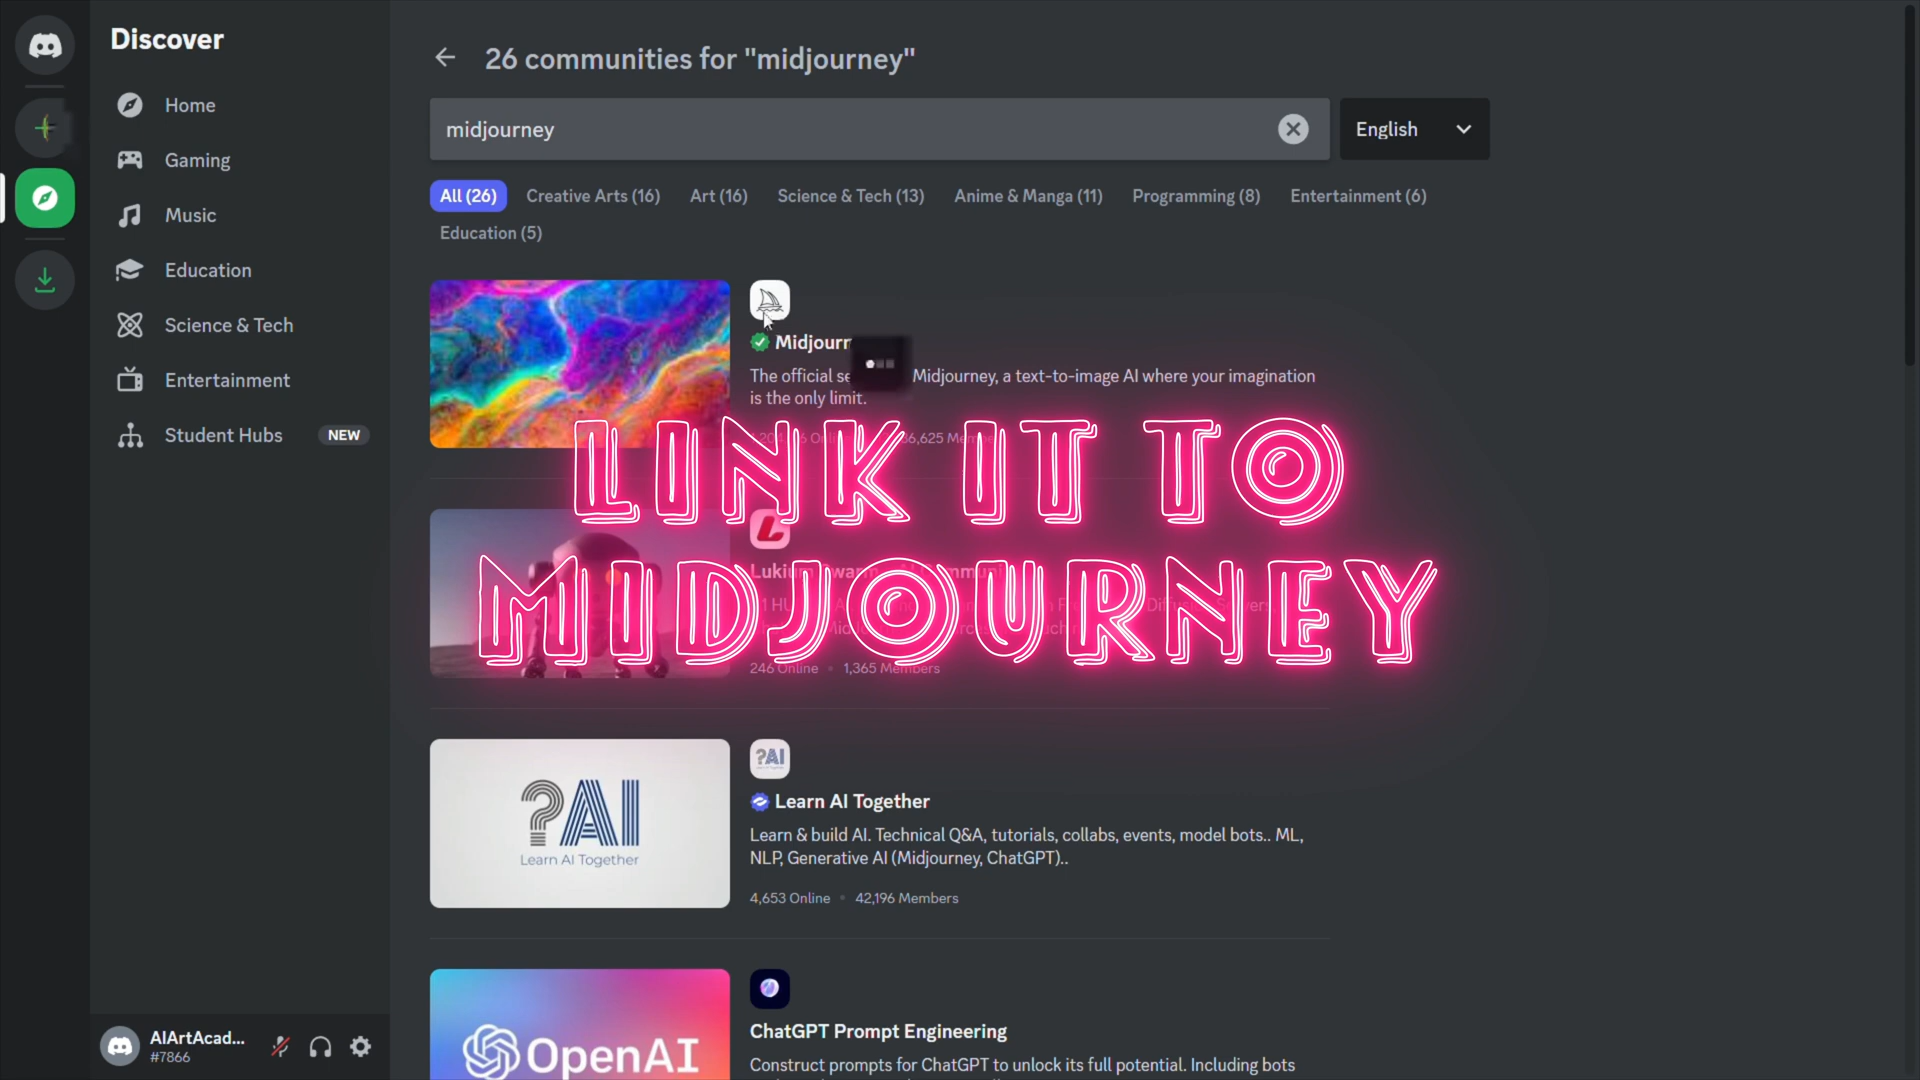 Discover
Home
Gaming
Music
Education
Science & Tech
Entertainment
Student Hubs NEW
AIArtAcad...
#7866
26 communities for "midjourney"
midjourney
English
All (26) Creative Arts (16) Art (16) Science & Tech (13) Anime & Manga (11) Programming (8) Entertainment (6)
Education (5)
The official Midjourney, a text-to-image AI where your imagination
is the only limit.
LINK IT TO
MIDJOURNEY
246 Online • 1,365 Members
?AI
Learn AI Together
?AI
Learn AI Together
Learn & build AI. Technical Q&A, tutorials, collabs, events, model bots.. ML,
NLP, Generative AI (Midjourney, ChatGPT)..
4,653 Online • 42,196 Members
OpenAI
ChatGPT Prompt Engineering
Construct prompts for ChatGPT to unlock its full potential. Including bots